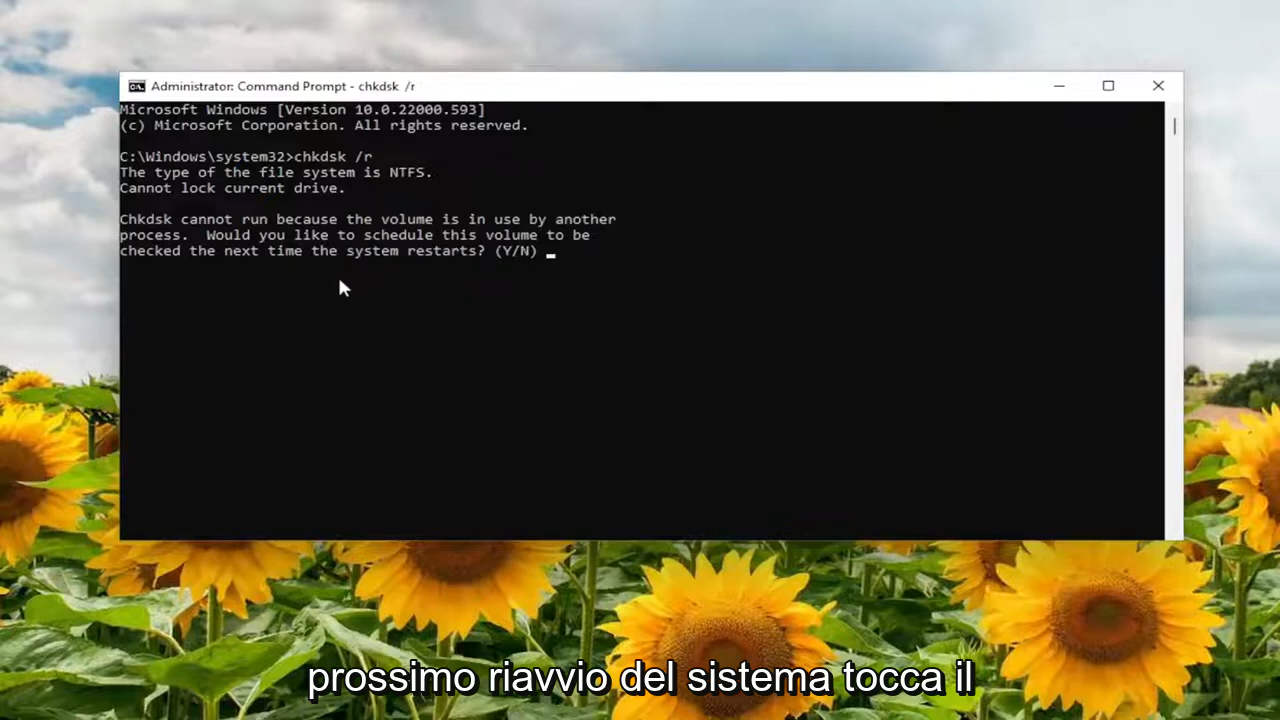 Administrator: Command Prompt - chkdsk /r
Microsoft Windows [Version 10.0.22000.593]
(c) Microsoft Corporation. All rights reserved.
C:\Windows\system32>chkdsk /r
The type of the file system is NTFS.
Cannot lock current drive.
Chkdsk cannot run because the volume is in use by another
process.  Would you like to schedule this volume to be
checked the next time the system restarts? (Y/N)
prossimo riavvio del sistema tocca il